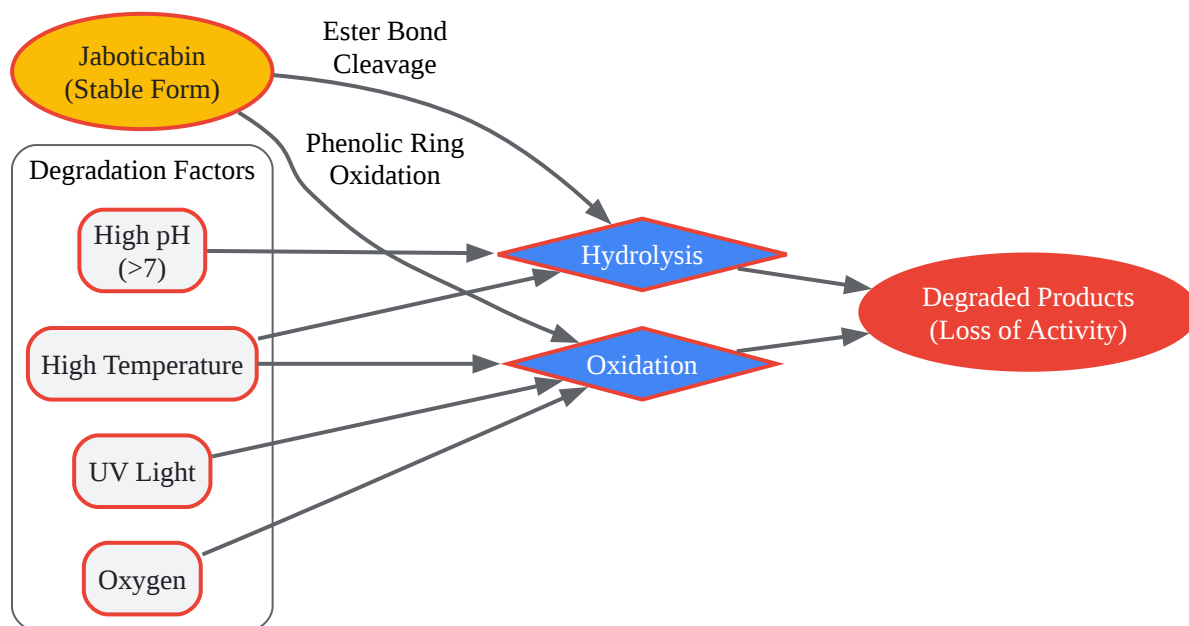 Jaboticabin
(Stable Form)
Ester Bond
Cleavage
Phenolic Ring
Oxidation
Degradation Factors
High pH
(>7)
High Temperature
UV Light
Oxygen
Hydrolysis
Oxidation
Degraded Products
(Loss of Activity)